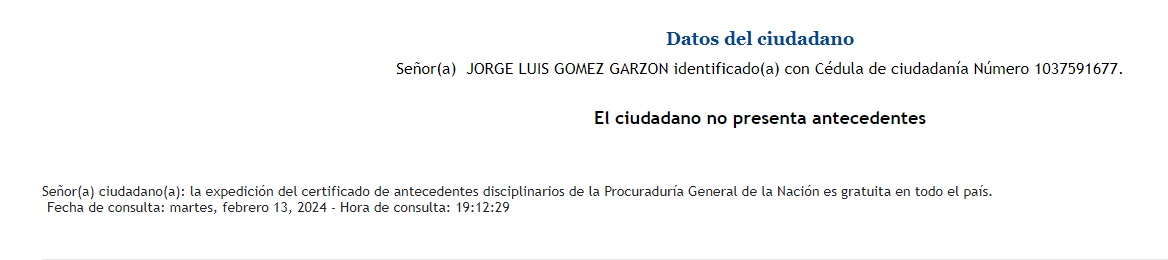 Datos del ciudadano
Señor(a) JORGE LUIS GOMEZ GARZON identificado(a) con Cédula de ciudadanía Número 1037591677.
El ciudadano no presenta antecedentes
Señor(a) ciudadano(a): la expedición del certificado de antecedentes disciplinarios de la Procuraduría General de la Nación es gratuita en todo el país.
Fecha de consulta: martes, febrero 13, 2024 - Hora de consulta: 19:12:29